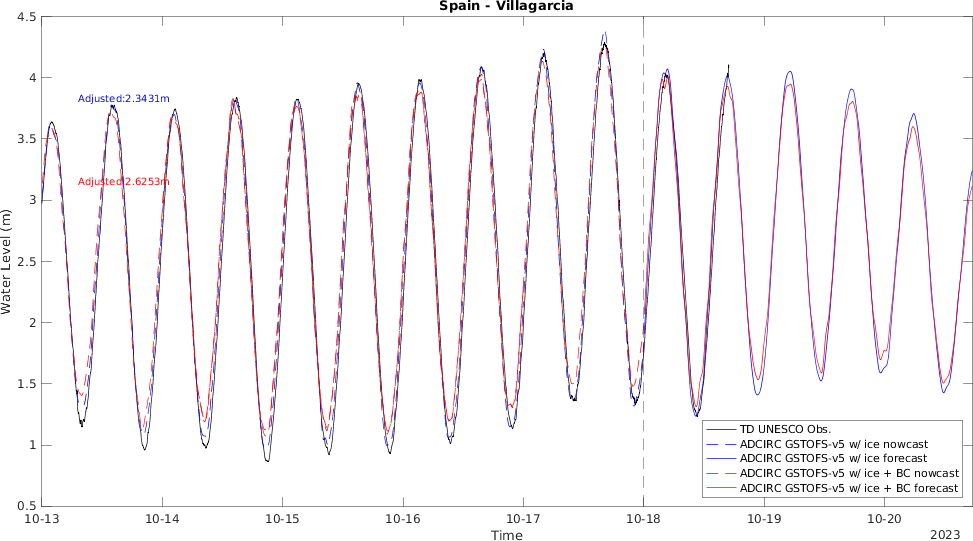 Spain - Villagarcia
4.5
4
3.5
3
2.5
2
1.5
1
0.5
Water Level (m)
Adjusted:2.3431m
Adjusted:2.6253m
TD UNESCO Obs.
ADCIRC GSTOFS-v5 w/ ice nowcast
ADCIRC GSTOFS-v5 w/ ice forecast
ADCIRC GSTOFS-v5 w/ ice + BC nowcast
ADCIRC GSTOFS-v5 w/ ice + BC forecast
10-13 10-14 10-15 10-16 10-17 10-18 10-19 10-20
Time
2023